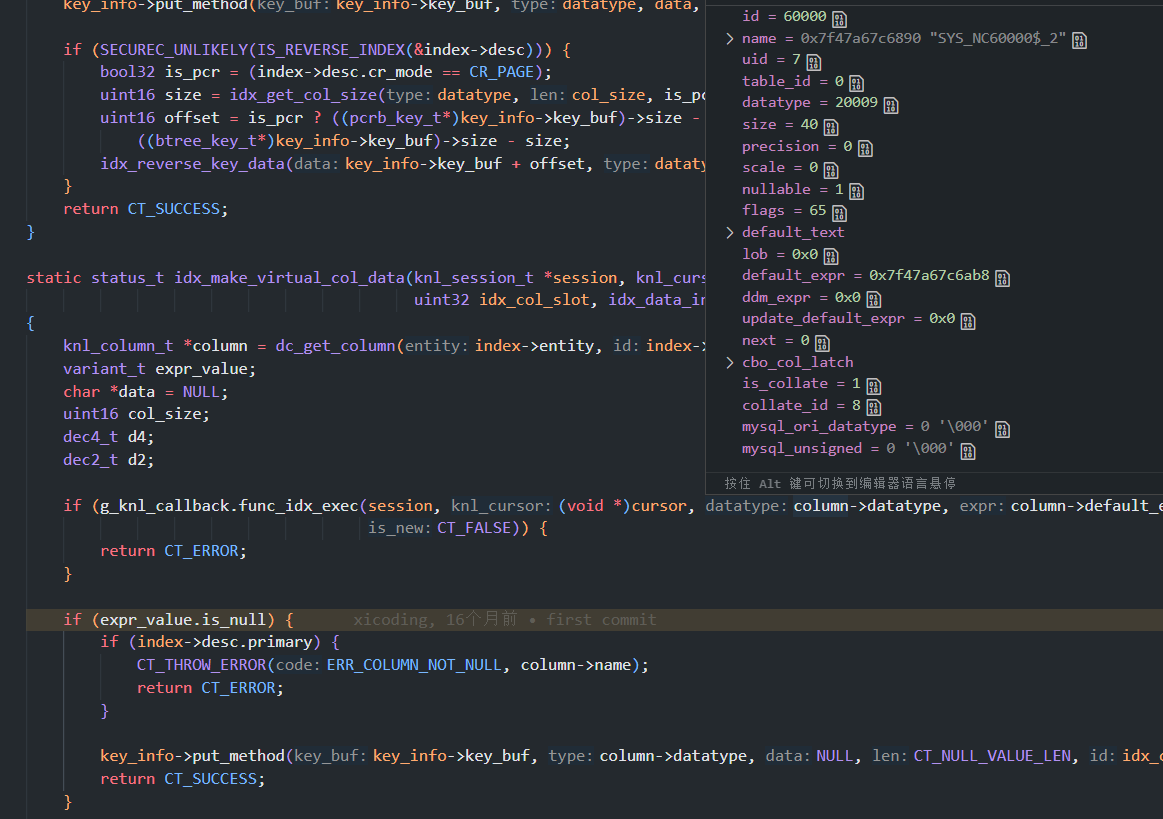 key_info->put_method(key_buf: key_info->key_buf, type: datatype, data,
if (SECUREC_UNLIKELY(IS_REVERSE_INDEX(&index->desc))) {
bool32 is_pcr = (index->desc.cr_mode == CR_PAGE);
uint16 size = idx_get_col_size(type: datatype, len: col_size, is_pc
uint16 offset = is_pcr ? ((pcrb_key_t*)key_info->key_buf)->size -
((btree_key_t*)key_info->key_buf)->size - size;
idx_reverse_key_data(data: key_info->key_buf + offset, type: dataty
}
return CT_SUCCESS;
}
static status_t idx_make_virtual_col_data(knl_session_t *session, knl_curs
uint32 idx_col_slot, idx_data_in
{
knl_column_t *column = dc_get_column(entity: index->entity, id: index->
variant_t expr_value;
char *data = NULL;
uint16 col_size;
dec4_t d4;
dec2_t d2;
if (g_knl_callback.func_idx_exec(session, knl_cursor: (void *)cursor, datatype: column->datatype, expr: column->default_e
is_new: CT_FALSE)) {
return CT_ERROR;
}
if (expr_value.is_null) { xicoding, 16个月前 • first commit
if (index->desc.primary) {
CT_THROW_ERROR(code: ERR_COLUMN_NOT_NULL, column->name);
return CT_ERROR;
}
key_info->put_method(key_buf: key_info->key_buf, type: column->datatype, data: NULL, len: CT_NULL_VALUE_LEN, id: idx_c
return CT_SUCCESS;
}
id = 60000
name = 0x7f47a67c6890 "SYS_NC60000$_2"
uid = 7
table_id = 0
datatype = 20009
size = 40
precision = 0
scale = 0
nullable = 1
flags = 65
default_text
lob = 0x0
default_expr = 0x7f47a67c6ab8
ddm_expr = 0x0
update_default_expr = 0x0
next = 0
cbo_col_latch
is_collate = 1
collate_id = 8
mysql_ori_datatype = 0 '\000'
mysql_unsigned = 0 '\000'
按住 Alt 键可切换到编辑器语言悬停